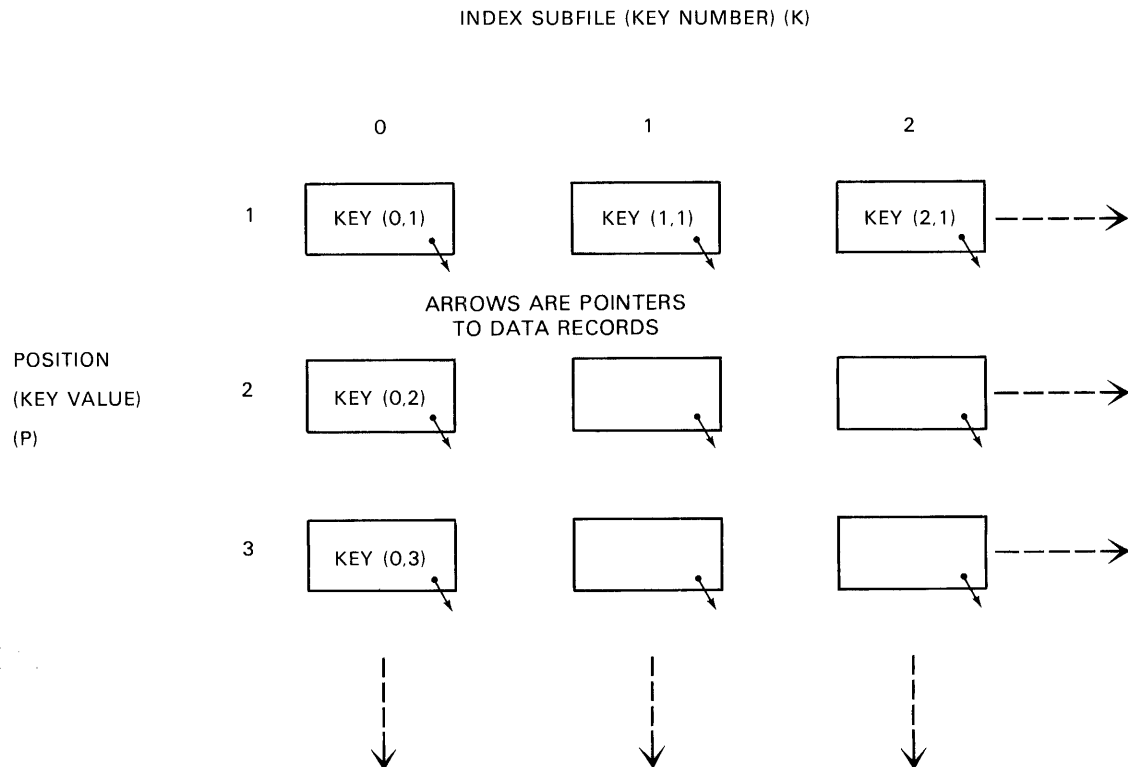 INDEX SUBFILE (KEY NUMBER) (K)
0 1 2
1 KEY (0,1) KEY (1,1) KEY (2,1)
ARROWS ARE POINTERS
TO DATA RECORDS
POSITION
(KEY VALUE)
(P)
2 KEY (0,2)
3 KEY (0,3)